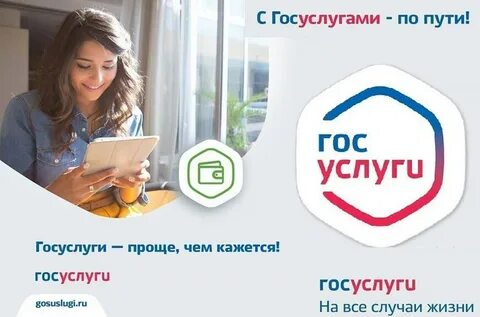 С Госуслугами - по пути!
гос
услуги
Госуслуги — проще, чем кажется!
госуслуги
gosuslugi.ru
госуслуги
На все случаи жизни